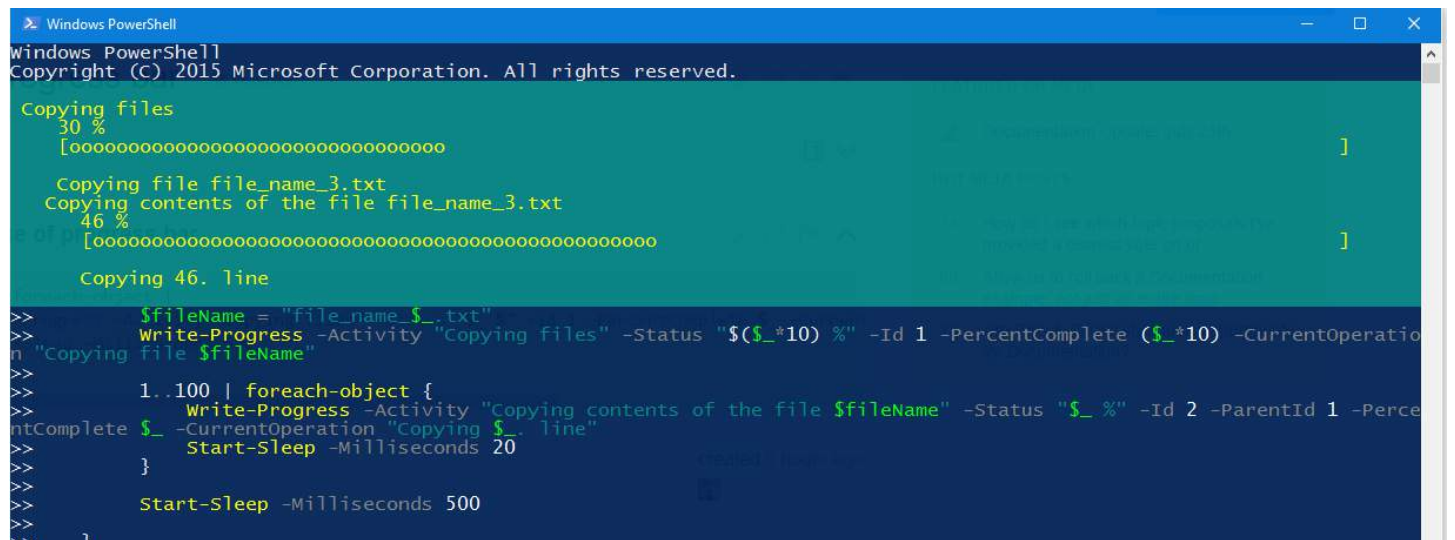 Windows PowerShell
Windows PowerShell
Copyright (C) 2015 Microsoft Corporation. All rights reserved.
Copying files
30 %
[oooooooooooooooooooooooooooooooo ]
Copying file file_name_3.txt
Copying contents of the file file_name_3.txt
46 %
[oooooooooooooooooooooooooooooooooooooooooooooooo ]
Copying 46. line
>> $fileName = "file_name_$_.txt"
>> Write-Progress -Activity "Copying files" -Status "$($_*10) %" -Id 1 -PercentComplete ($_*10) -CurrentOperatio
n "Copying file $fileName"
>>
>> 1..100 | foreach-object {
>> Write-Progress -Activity "Copying contents of the file $fileName" -Status "$_ %" -Id 2 -ParentId 1 -Perce
ntComplete $_ -CurrentOperation "Copying $_. line"
>> Start-Sleep -Milliseconds 20
>> }
>>
>> Start-Sleep -Milliseconds 500
>>
>> }